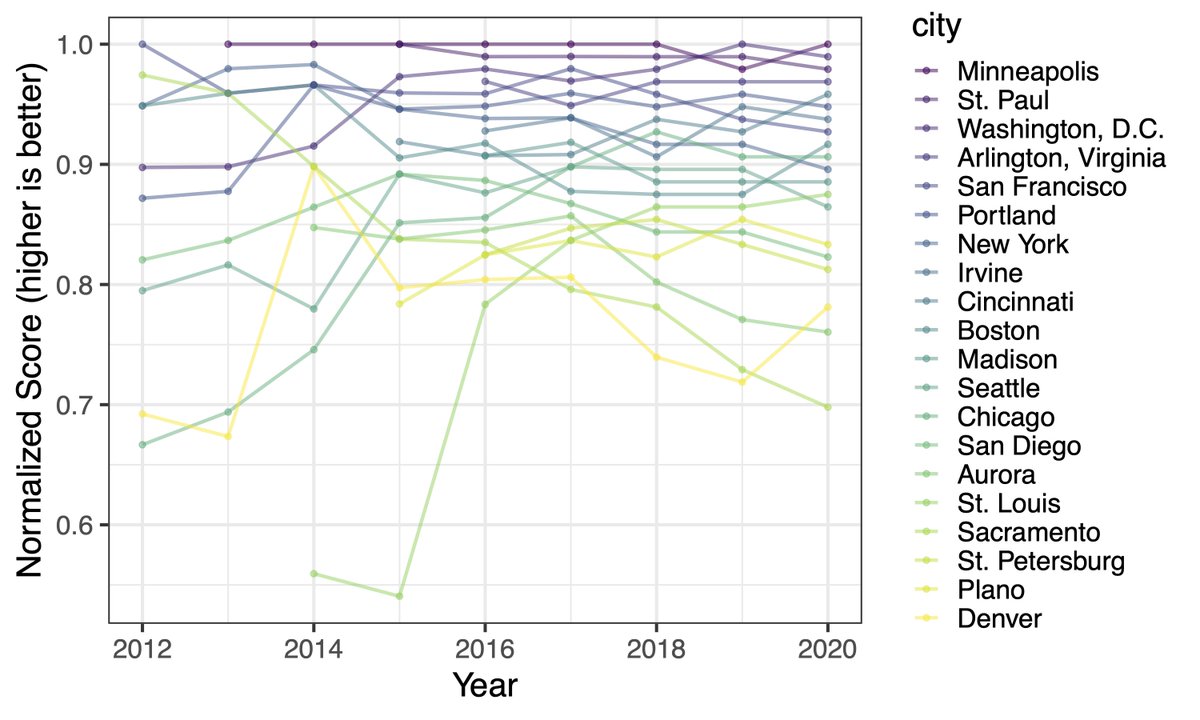 Normalized Score (higher is better)
1.0
0.9
0.8
0.7
0.6
2012
2014
2016
2018
2020
Year
city
Minneapolis
St. Paul
Washington, D.C.
Arlington, Virginia
San Francisco
Portland
New York
Irvine
Cincinnati
Boston
Madison
Seattle
Chicago
San Diego
Aurora
St. Louis
Sacramento
St. Petersburg
Plano
Denver